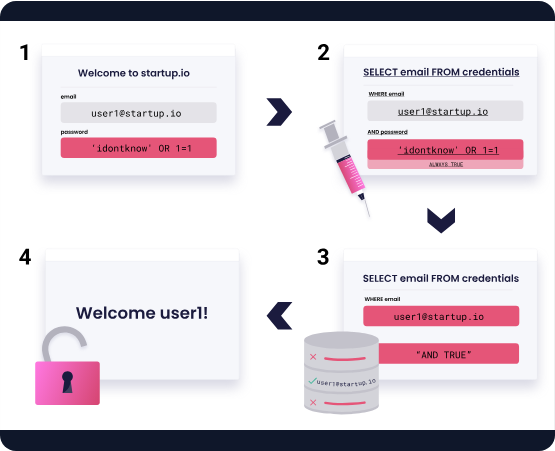 1
Welcome to startup.io
email
user1@startup.io
password
'idontknow' OR 1=1
2
SELECT email FROM credentials
WHERE email
user1@startup.io
AND password
'idontknow' OR 1=1
ALWAYS TRUE
3
SELECT email FROM credentials
WHERE email
user1@startup.io
"AND TRUE"
user1@startup.io
4
Welcome user1!